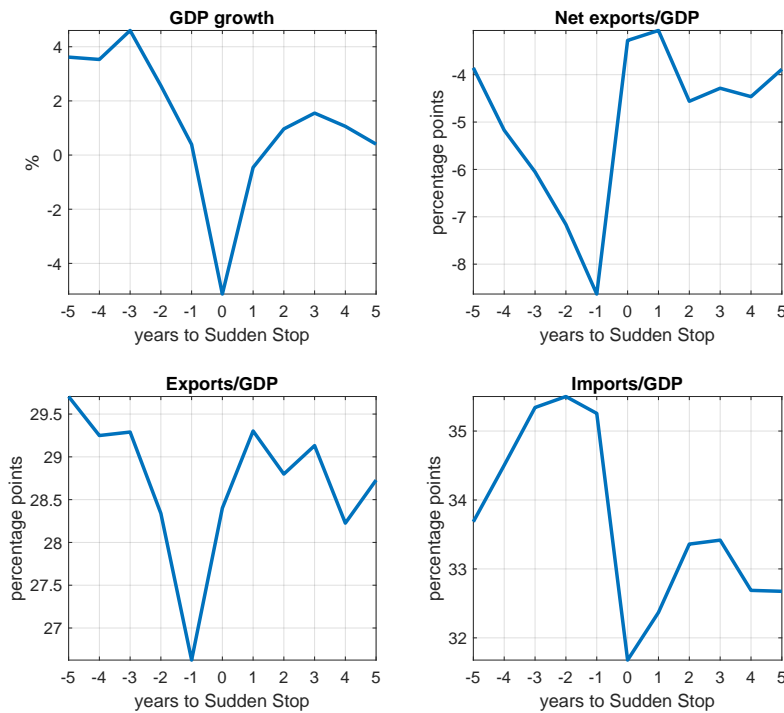 GDP growth
4
2
0
-2
-4
%
-5 -4 -3 -2 -1 0 1 2 3 4 5
years to Sudden Stop
Net exports/GDP
-4
-5
-6
-7
-8
percentage points
-5 -4 -3 -2 -1 0 1 2 3 4 5
years to Sudden Stop
Exports/GDP
29.5
29
28.5
28
27.5
27
percentage points
-5 -4 -3 -2 -1 0 1 2 3 4 5
years to Sudden Stop
Imports/GDP
35
34
33
32
percentage points
-5 -4 -3 -2 -1 0 1 2 3 4 5
years to Sudden Stop